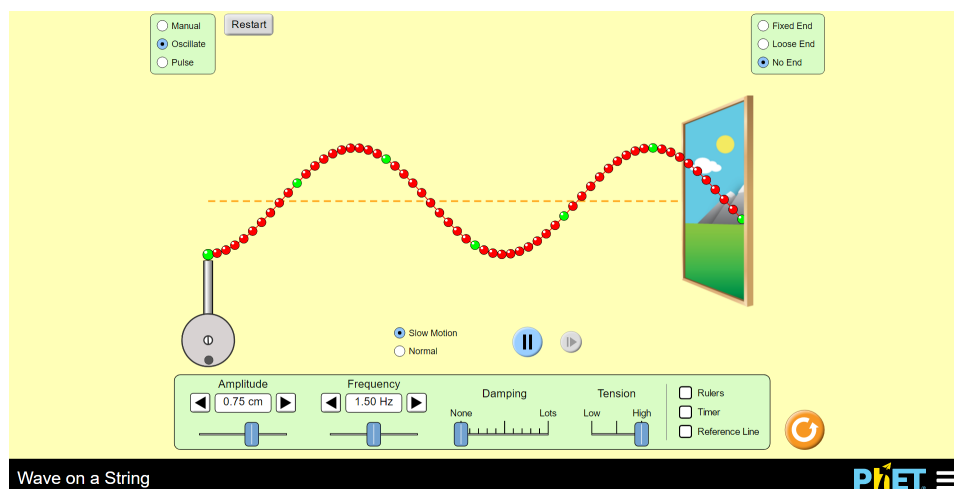 Manual
Oscillate
Pulse
Restart
Fixed End
Loose End
No End
Slow Motion
Normal
Amplitude
0.75 cm
Frequency
1.50 Hz
Damping
None
Lots
Tension
Low
High
Rulers
Timer
Reference Line
Wave on a String
PhET